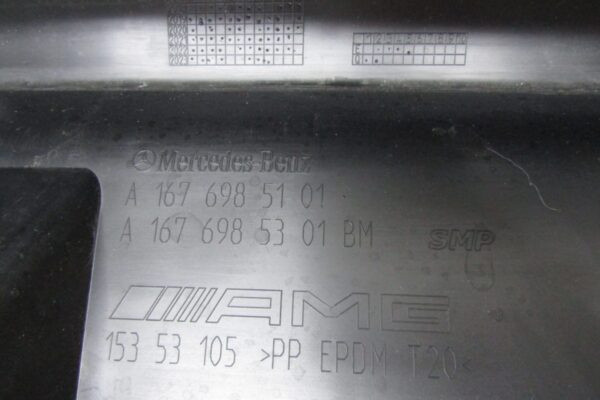 Mercedes-Benz
A 167 698 51 01
A 167 698 53 01 BM
SMP
AMG
153 53 105 >PP EPDM T20<